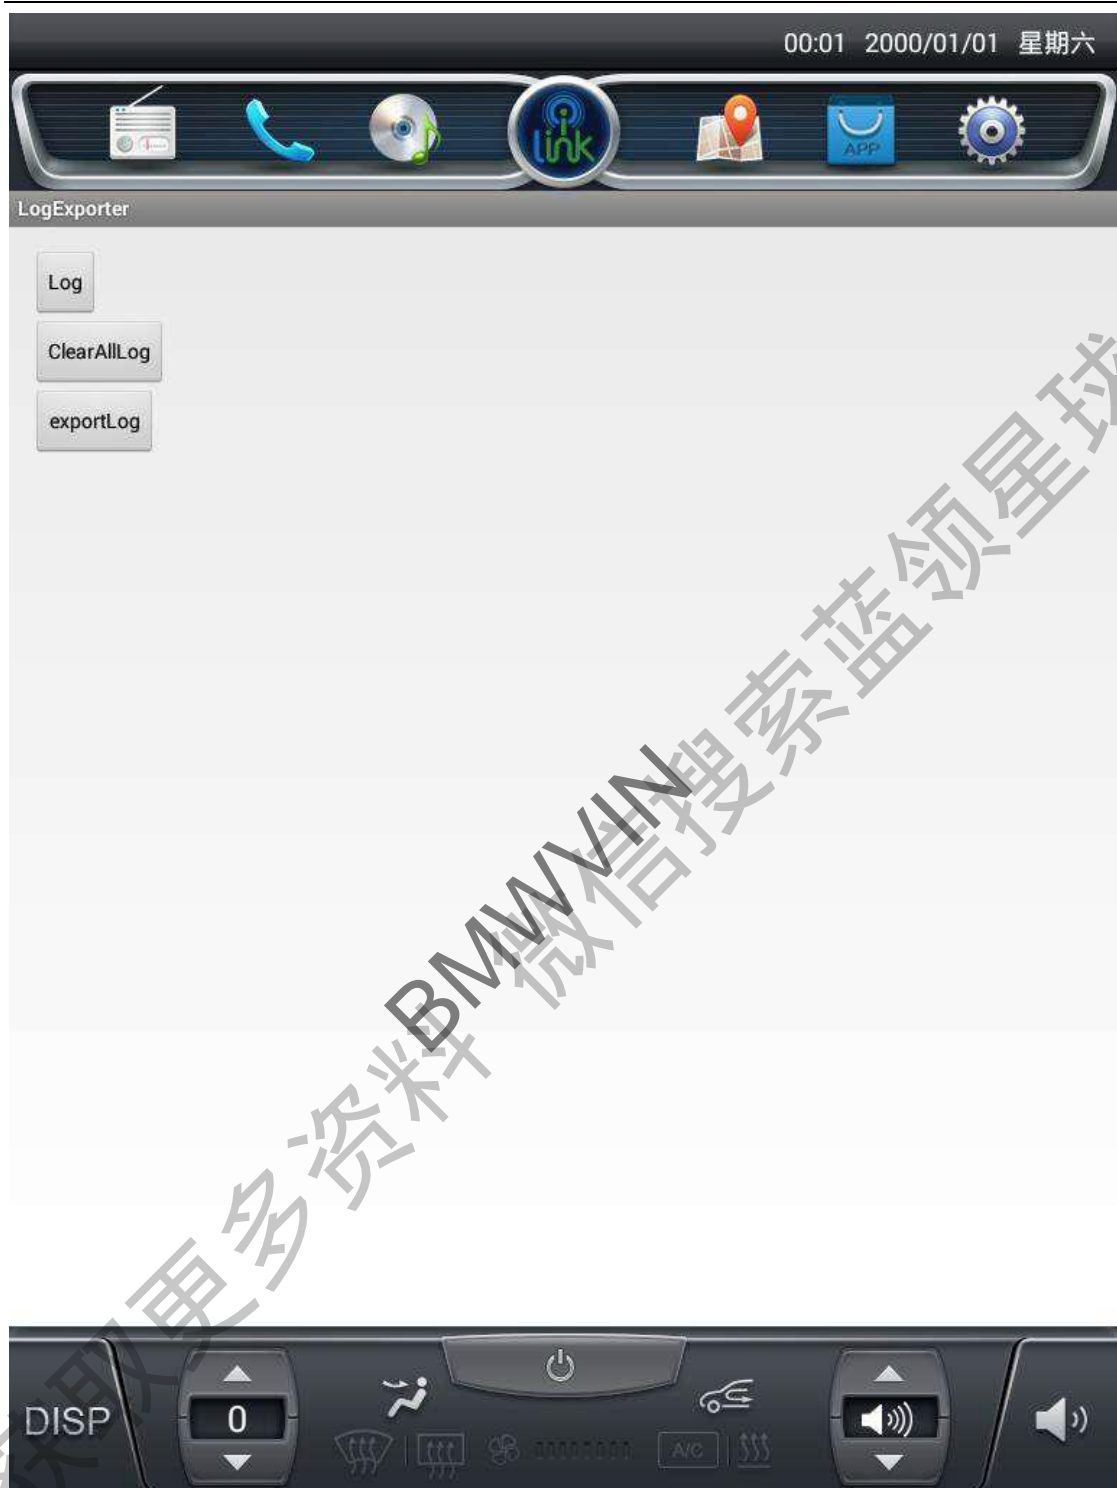 00:01 2000/01/01 星期六
link
APP
LogExporter
Log
ClearAllLog
exportLog
获取更多资料 微信搜索蓝领星球
BMWVIN
DISP
0
A/C